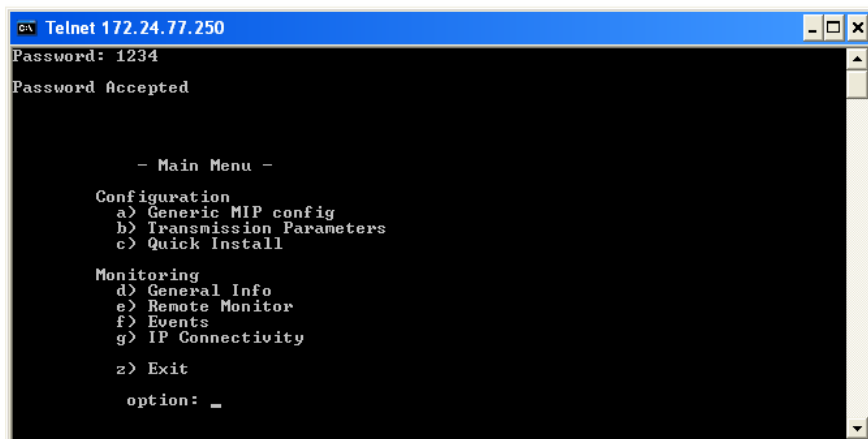 Telnet 172.24.77.250
Password: 1234
Password Accepted
- Main Menu -
Configuration
a) Generic MIP config
b) Transmission Parameters
c) Quick Install
Monitoring
d) General Info
e) Remote Monitor
f) Events
g) IP Connectivity
z) Exit
option: _